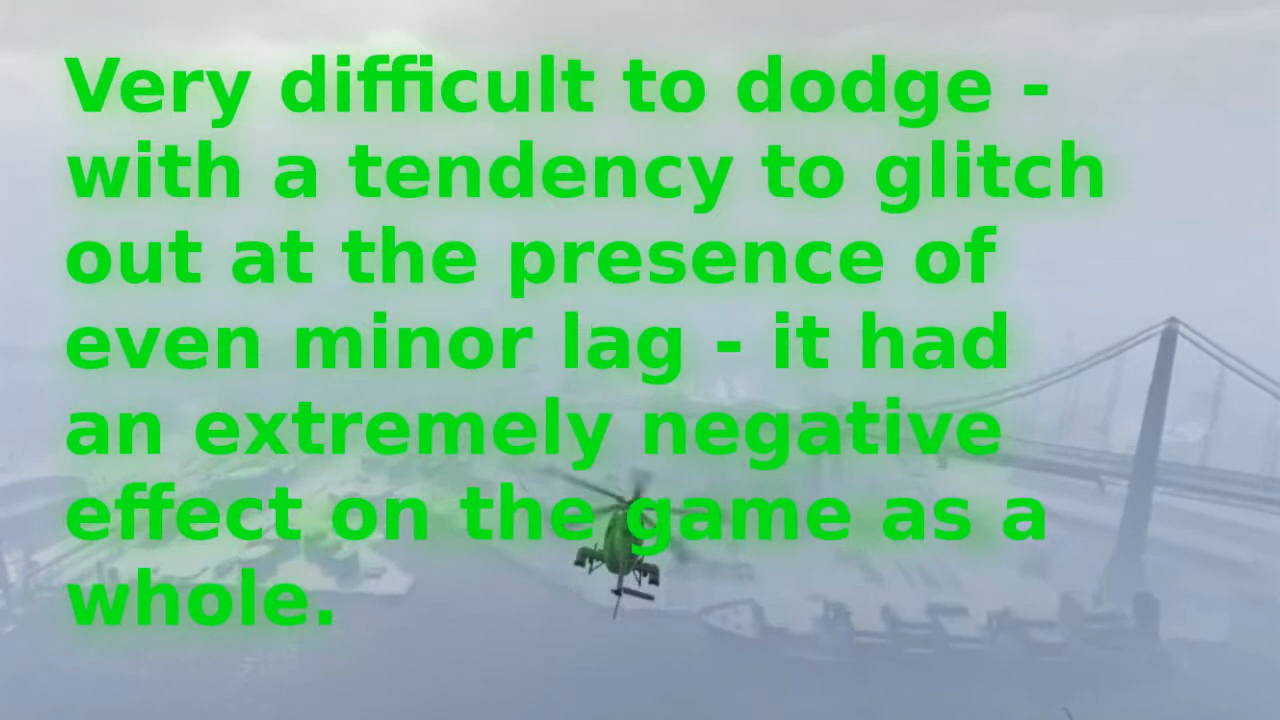 Very difficult to dodge -
with a tendency to glitch
out at the presence of
even minor lag - it had
an extremely negative
effect on the game as a
whole.